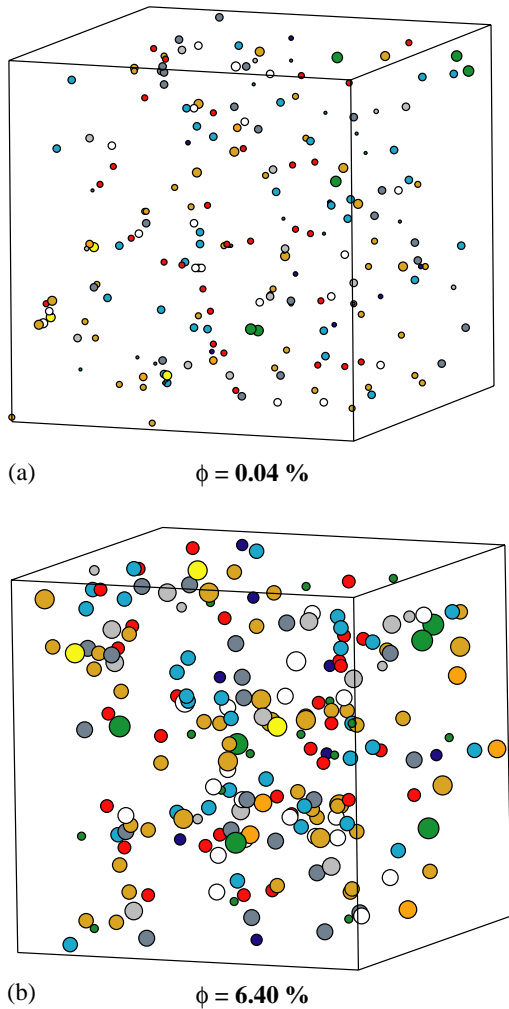 (a) ϕ = 0.04 %
(b) ϕ = 6.40 %